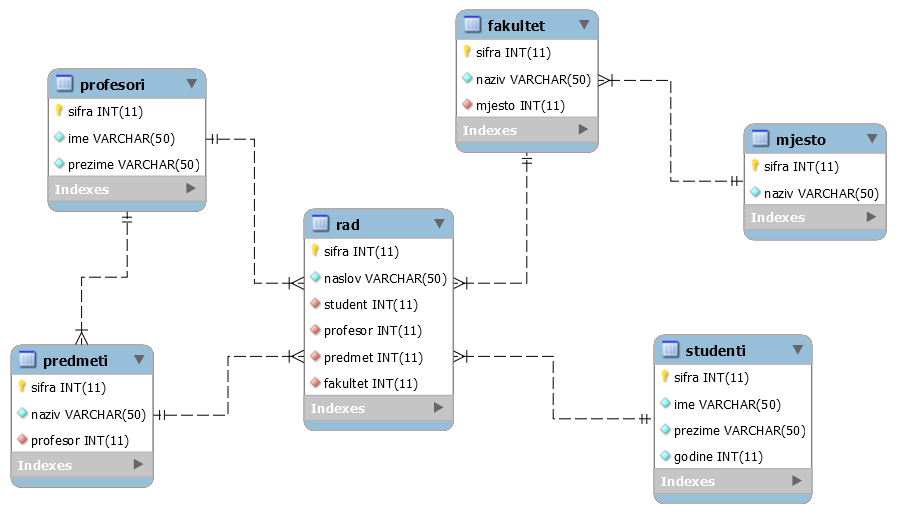 fakultet
sifra INT(11)
naziv VARCHAR(50)
mjesto INT(11)
Indexes
profesori
sifra INT(11)
ime VARCHAR(50)
prezime VARCHAR(50)
Indexes
mjesto
sifra INT(11)
naziv VARCHAR(50)
Indexes
rad
sifra INT(11)
naslov VARCHAR(50)
student INT(11)
profesor INT(11)
predmet INT(11)
fakultet INT(11)
Indexes
predmeti
sifra INT(11)
naziv VARCHAR(50)
profesor INT(11)
Indexes
studenti
sifra INT(11)
ime VARCHAR(50)
prezime VARCHAR(50)
godine INT(11)
Indexes